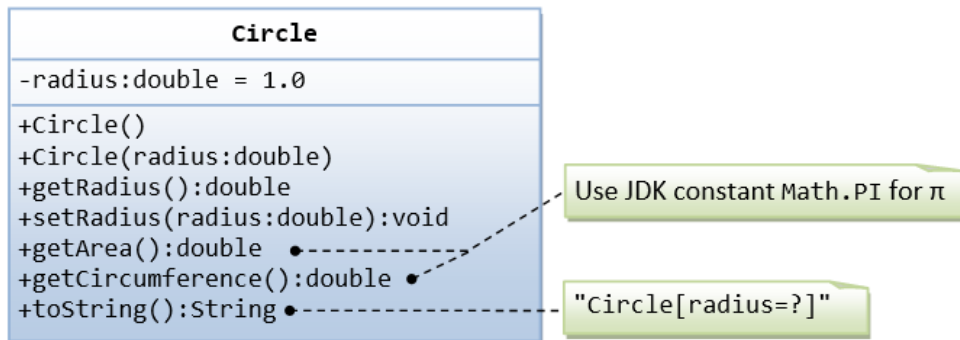 Circle
-radius:double = 1.0
+Circle()
+Circle(radius:double)
+getRadius():double
+setRadius(radius:double):void
+getArea():double
+getCircumference():double
+toString():String
Use JDK constant Math.PI for π
"Circle[radius=?]"